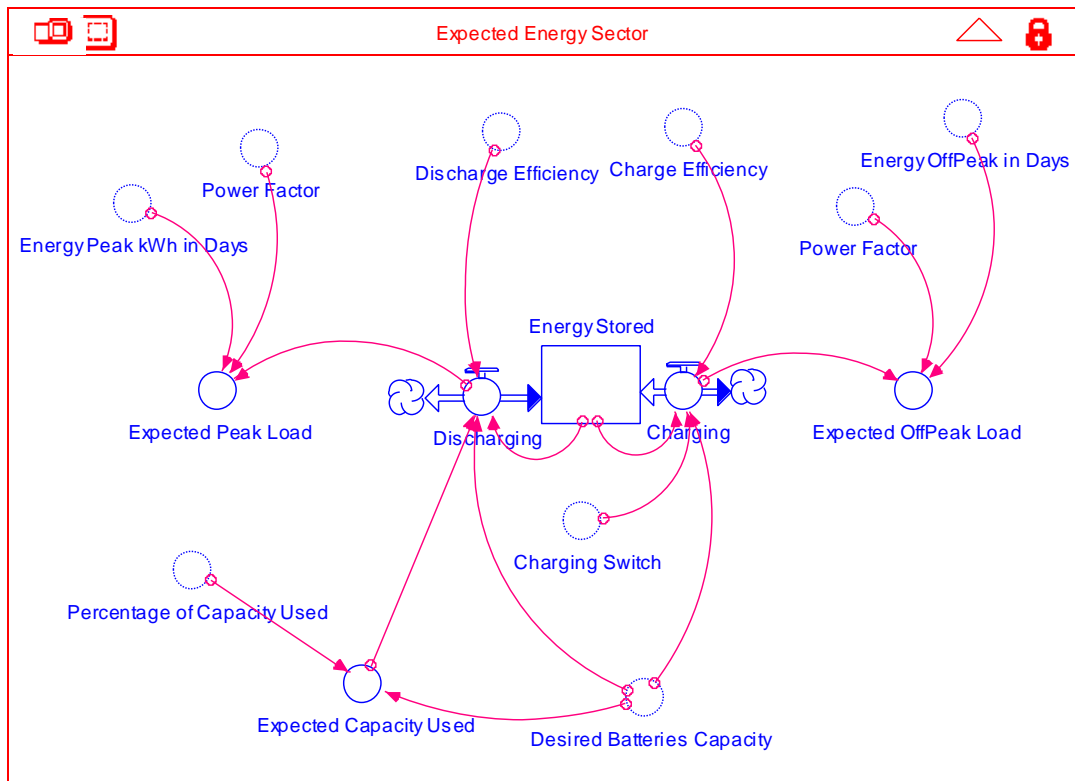 Expected Energy Sector
Discharge Efficiency
Charge Efficiency
Energy OffPeak in Days
Power Factor
Energy Peak kWh in Days
Power Factor
Energy Stored
Expected Peak Load
Discharging
Charging
Expected OffPeak Load
Charging Switch
Percentage of Capacity Used
Expected Capacity Used
Desired Batteries Capacity